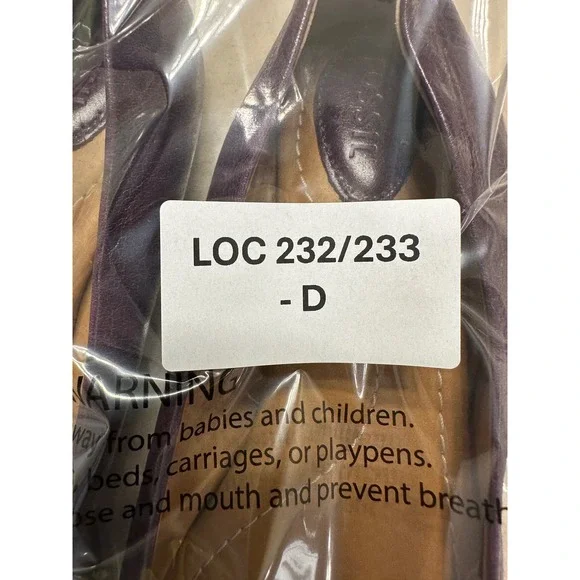 FOSSIL
LOC 232/233
- D
WARNING
way from babies and children.
beds, carriages, or playpens.
ose and mouth and prevent breath